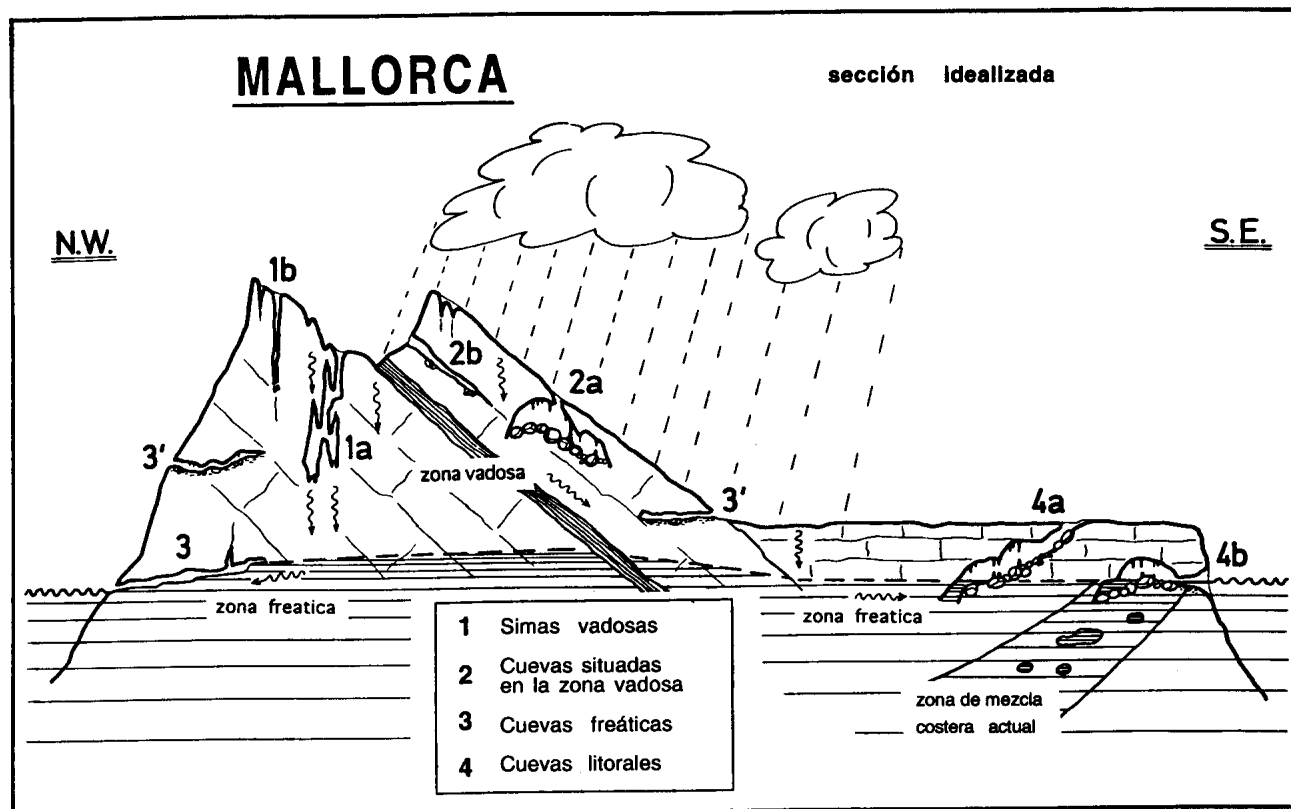 MALLORCA
sección idealizada
N.W.
S.E.
1b
2b
2a
3'
1a
zona vadosa
3'
4a
3
4b
zona freatica
zona freatica
1 Simas vadosas
2 Cuevas situadas
en la zona vadosa
3 Cuevas freáticas
4 Cuevas litorales
zona de mezcla
costera actual